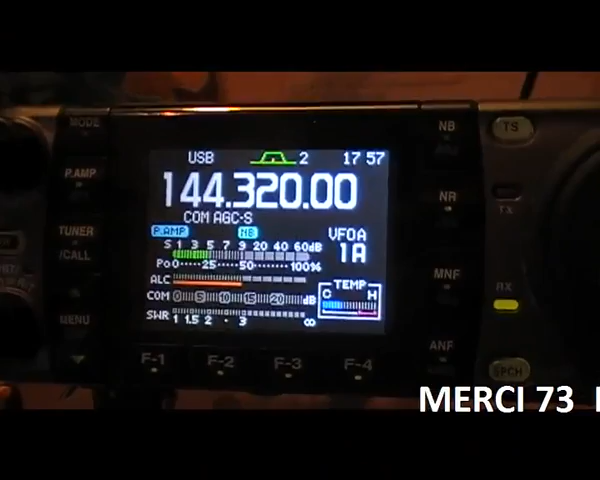 MODE
NB
TS
USB 2 17 57
P.AMP
144.320.00
NR
COM AGC-S
TX
P.AMP NB VFOA
TUNER
/CALL
S 1 3 5 7 9 20 40 60dB 1A
Po 0 25 50 100%
MNF
RX
ALC TEMP
COM 0 5 10 15 20 dB C H
MENU
SWR 1 1.5 2 3 ∞
ANF
F-1 F-2 F-3 F-4
SPCH
MERCI 73